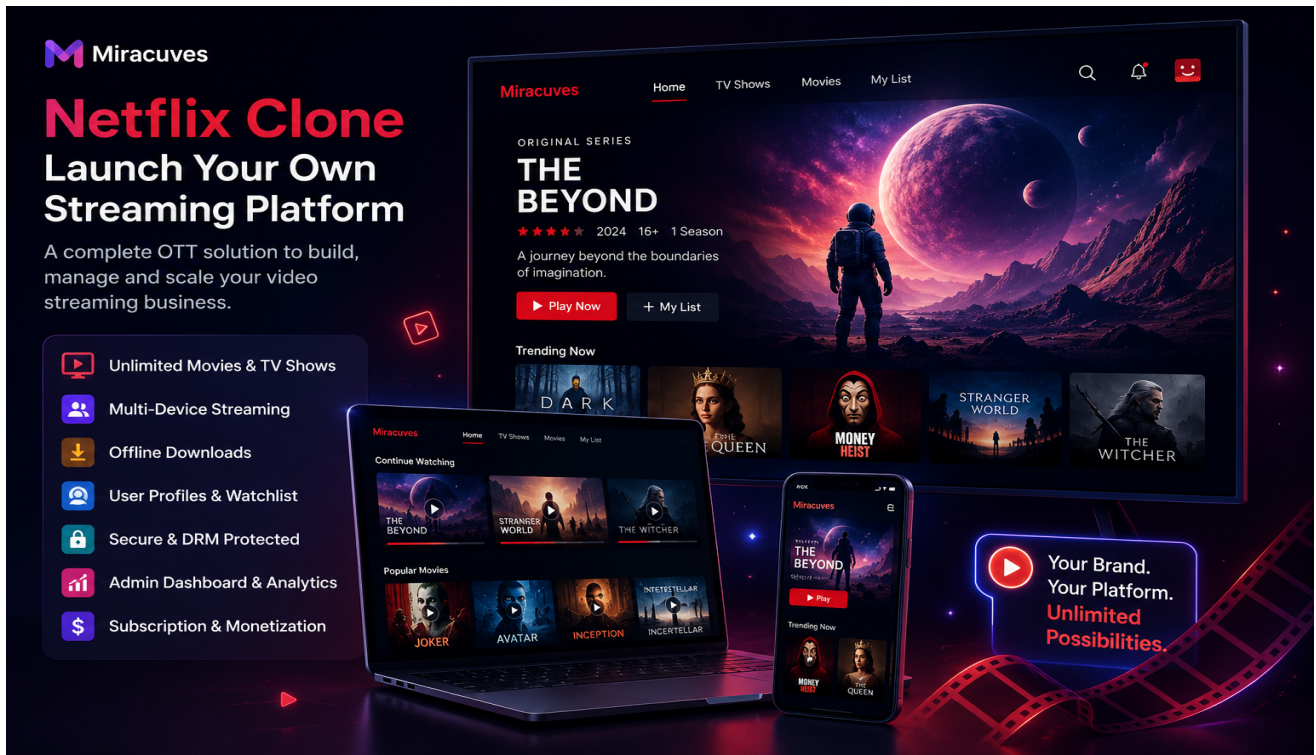 Miracuves
Netflix Clone
Launch Your Own
Streaming Platform
A complete OTT solution to build,
manage and scale your video
streaming business.
Unlimited Movies & TV Shows
Multi-Device Streaming
Offline Downloads
User Profiles & Watchlist
Secure & DRM Protected
Admin Dashboard & Analytics
Subscription & Monetization
Miracuves
Home
TV Shows
Movies
My List
ORIGINAL SERIES
THE
BEYOND
2024 16+ 1 Season
A journey beyond the boundaries
of imagination.
Play Now
+ My List
Trending Now
DARK
QUEEN
MONEY
HEIST
STRANGER
WORLD
THE
WITCHER
Miracuves
Home
TV Shows
Movies
My List
Continue Watching
THE
BEYOND
STRANGER
WORLD
THE WITCHER
Popular Movies
JOKER
AVATAR
INCEPTION
INCERTELLAR
Miracuves
THE
BEYOND
Play
Trending Now
MONEY
HEIST
THE
QUEEN
Your Brand.
Your Platform.
Unlimited
Possibilities.